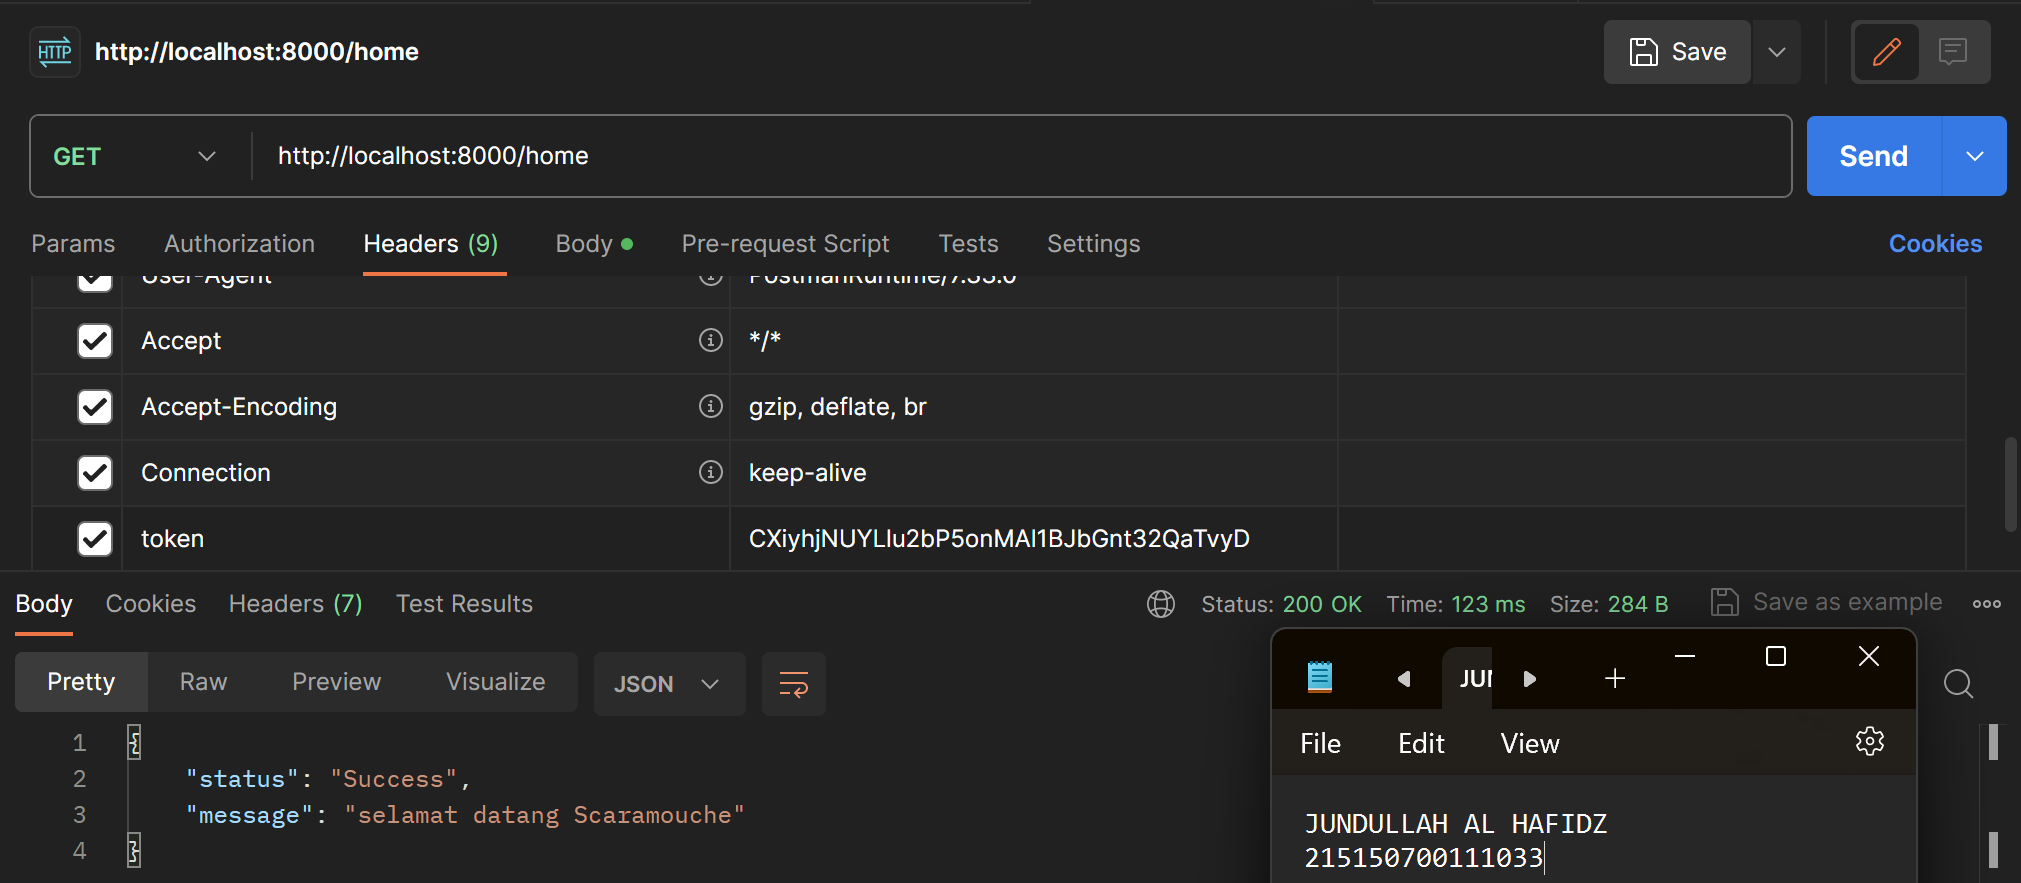 HTTP http://localhost:8000/home Save
GET http://localhost:8000/home Send
Params Authorization Headers (9) Body Pre-request Script Tests Settings Cookies
User-Agent PostmanRuntime/7.33.0
Accept */*
Accept-Encoding gzip, deflate, br
Connection keep-alive
token CXiyhjNUYLIu2bP5onMAl1BJbGnt32QaTvyD
Body Cookies Headers (7) Test Results Status: 200 OK Time: 123 ms Size: 284 B Save as example
Pretty Raw Preview Visualize JSON
1 {
2 "status": "Success",
3 "message": "selamat datang Scaramouche"
4 }
JUN
File Edit View
JUNDULLAH AL HAFIDZ
215150700111033